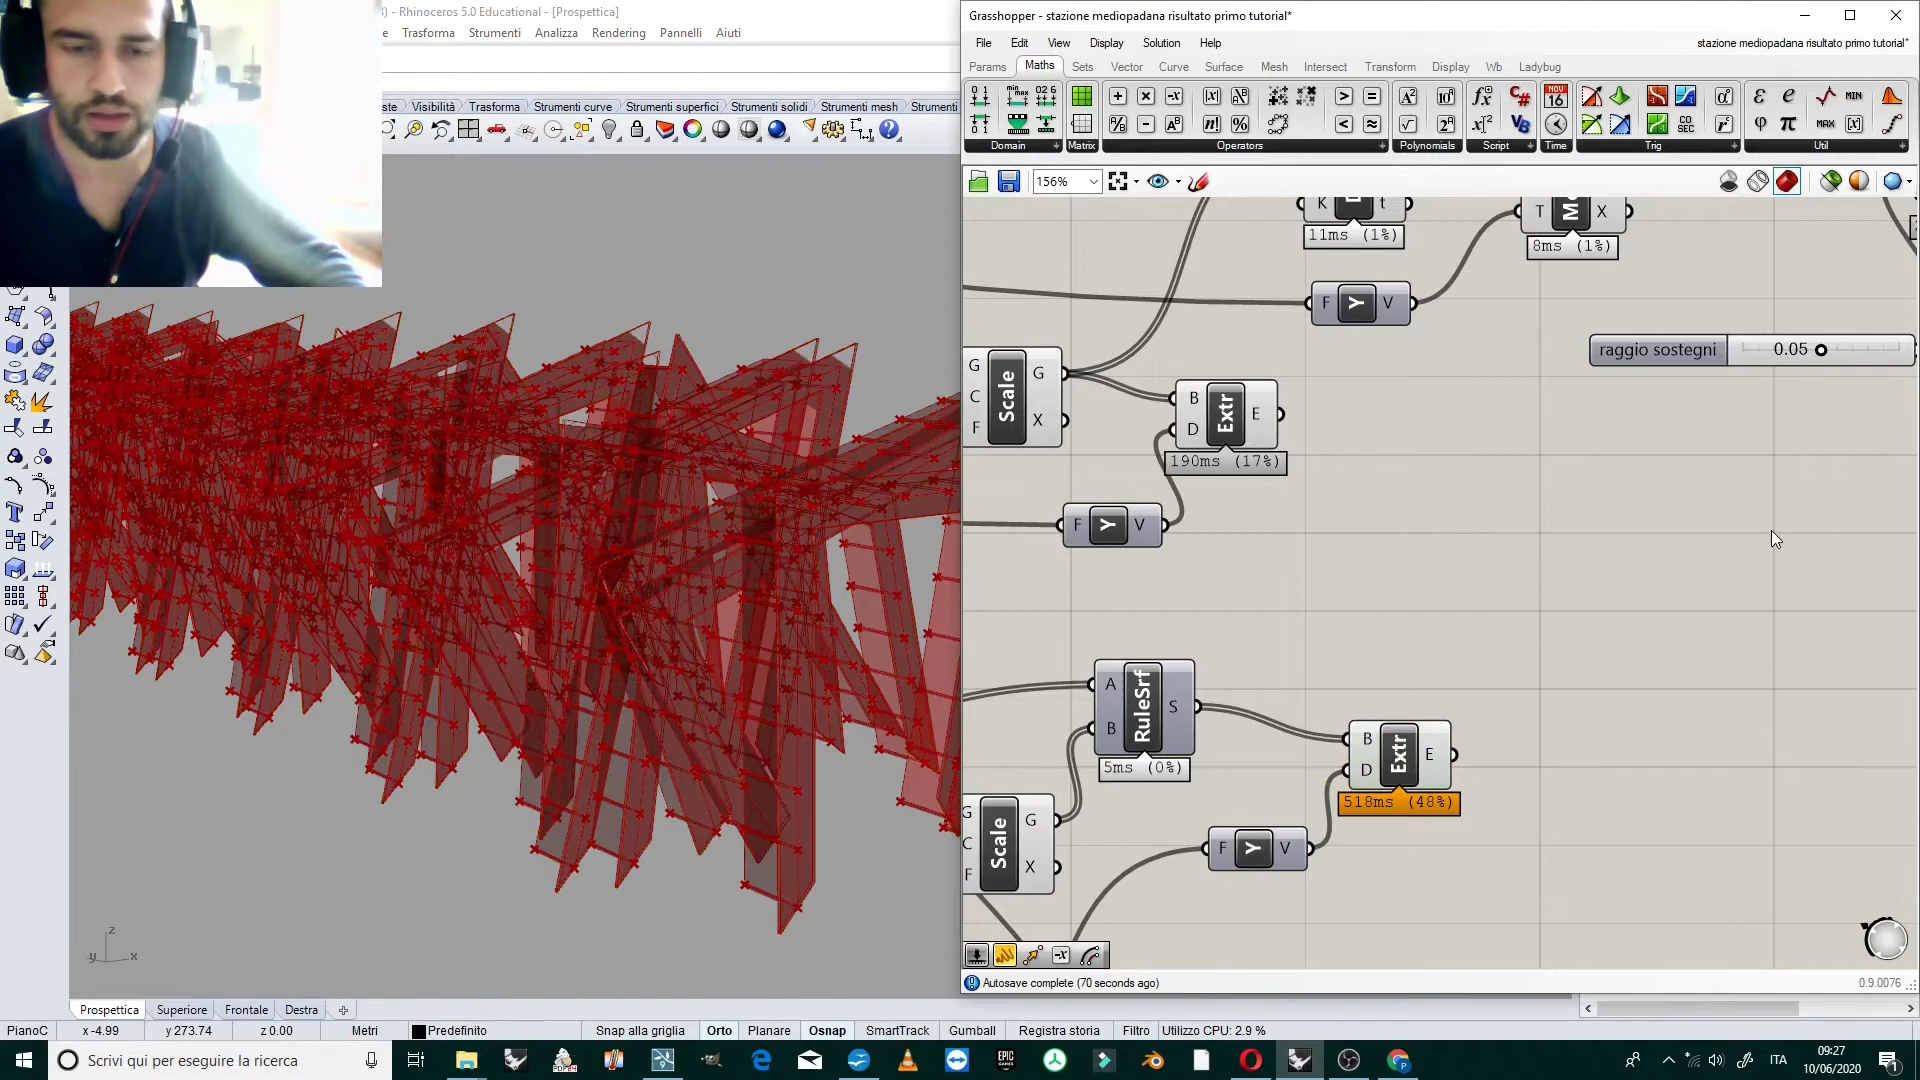 - Rhinoceros 5.0 Educational - [Prospettica]
Trasforma Strumenti Analizza Rendering Pannelli Aiuti
Visibilità Trasforma Strumenti curve Strumenti superfici Strumenti solidi Strumenti mesh Strumenti
Grasshopper - stazione mediopadana risultato primo tutorial*
File Edit View Display Solution Help
stazione mediopadana risultato primo tutorial*
Params Maths Sets Vector Curve Surface Mesh Intersect Transform Display Wb Ladybug
Domain Matrix Operators Polynomials Script Time Trig Util
156%
K t
11ms (1%)
T X
8ms (1%)
F Y V
raggio sostegni 0.05
G C F Scale G X
B D Extr E
190ms (17%)
F Y V
A B RuleSrf S
5ms (0%)
B D Extr E
518ms (48%)
G C F Scale G X
F Y V
z
y x
Autosave complete (70 seconds ago)
0.9.0076
Prospettica Superiore Frontale Destra
PianoC x -4.99 y 273.74 z 0.00 Metri Predefinito Snap alla griglia Orto Planare Osnap SmartTrack Gumball Registra storia Filtro Utilizzo CPU: 2.9 %
Scrivi qui per eseguire la ricerca
ITA
09:27
10/06/2020